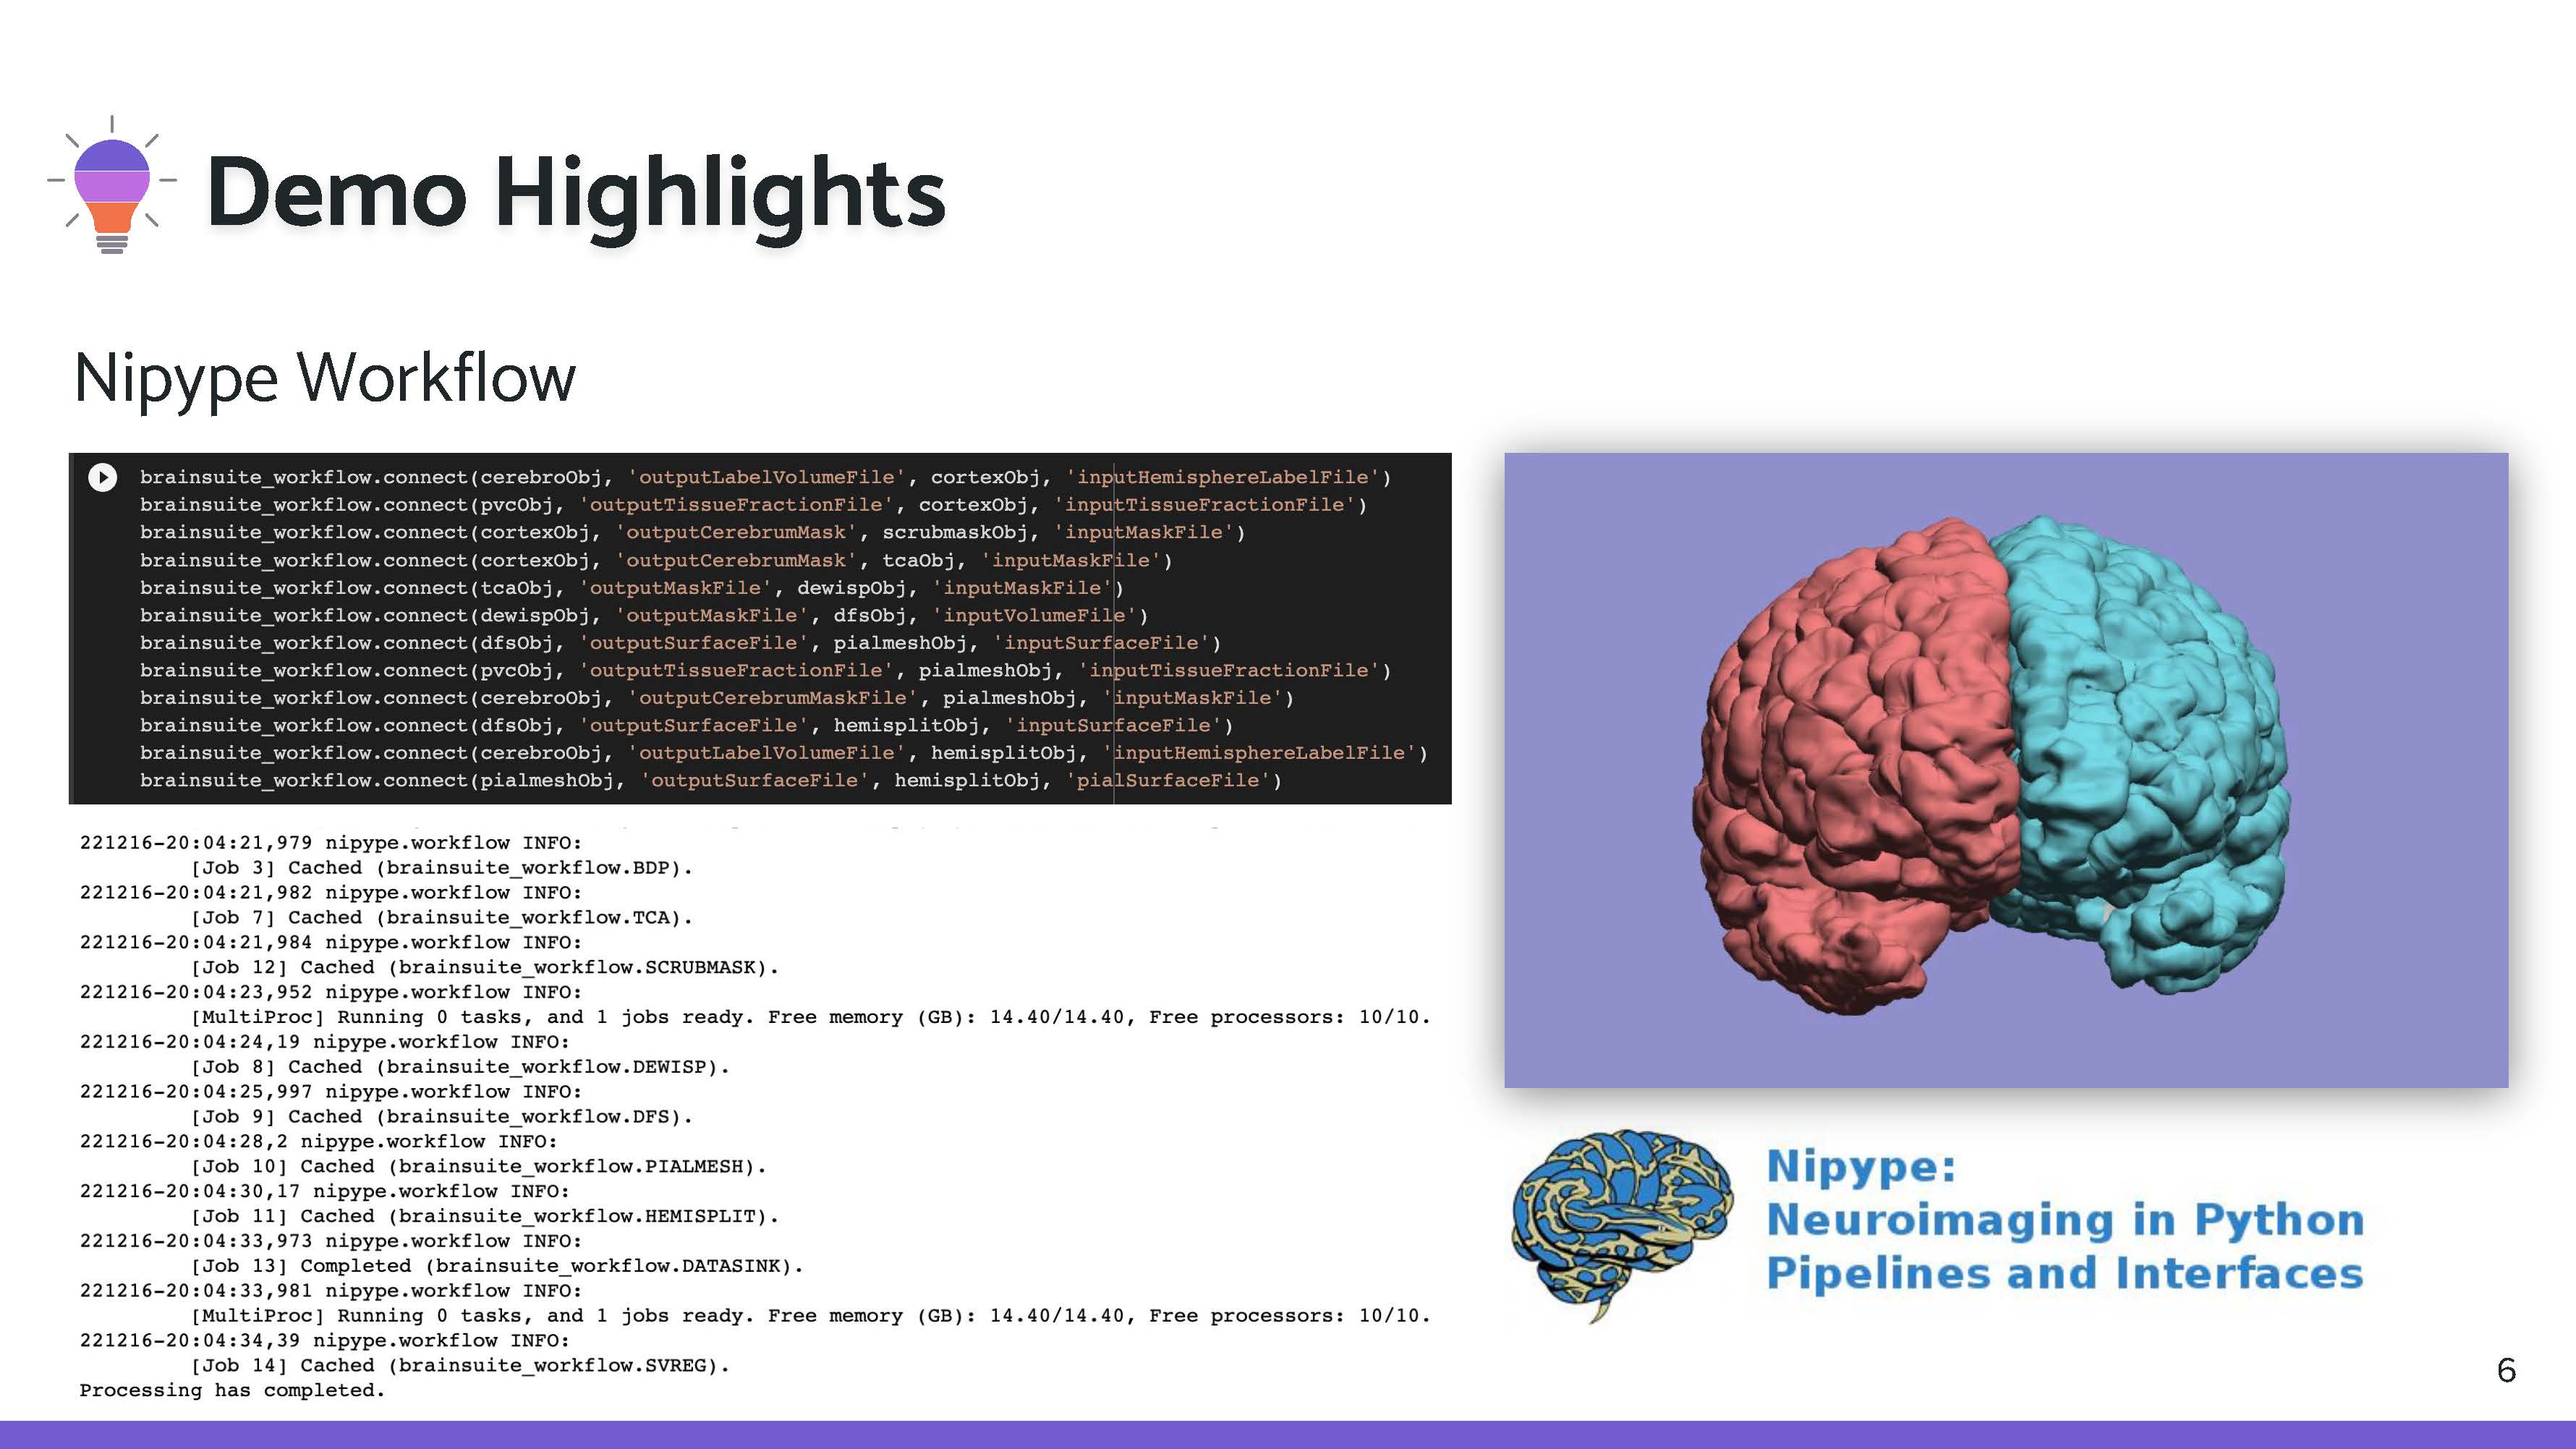 Demo Highlights
Nipype Workflow
brainsuite_workflow.connect(cerebroObj, 'outputLabelVolumeFile', cortexObj, 'inputHemisphereLabelFile')
brainsuite_workflow.connect(pvcObj, 'outputTissueFractionFile', cortexObj, 'inputTissueFractionFile')
brainsuite_workflow.connect(cortexObj, 'outputCerebrumMask', scrubmaskObj, 'inputMaskFile')
brainsuite_workflow.connect(cortexObj, 'outputCerebrumMask', tcaObj, 'inputMaskFile')
brainsuite_workflow.connect(tcaObj, 'outputMaskFile', dewispObj, 'inputMaskFile')
brainsuite_workflow.connect(dewispObj, 'outputMaskFile', dfsObj, 'inputVolumeFile')
brainsuite_workflow.connect(dfsObj, 'outputSurfaceFile', pialmeshObj, 'inputSurfaceFile')
brainsuite_workflow.connect(pvcObj, 'outputTissueFractionFile', pialmeshObj, 'inputTissueFractionFile')
brainsuite_workflow.connect(cerebroObj, 'outputCerebrumMaskFile', pialmeshObj, 'inputMaskFile')
brainsuite_workflow.connect(dfsObj, 'outputSurfaceFile', hemisplitObj, 'inputSurfaceFile')
brainsuite_workflow.connect(cerebroObj, 'outputLabelVolumeFile', hemisplitObj, 'inputHemisphereLabelFile')
brainsuite_workflow.connect(pialmeshObj, 'outputSurfaceFile', hemisplitObj, 'pialSurfaceFile')
221216-20:04:21,979 nipype.workflow INFO:
[Job 3] Cached (brainsuite_workflow.BDP).
221216-20:04:21,982 nipype.workflow INFO:
[Job 7] Cached (brainsuite_workflow.TCA).
221216-20:04:21,984 nipype.workflow INFO:
[Job 12] Cached (brainsuite_workflow.SCRUBMASK).
221216-20:04:23,952 nipype.workflow INFO:
[MultiProc] Running 0 tasks, and 1 jobs ready. Free memory (GB): 14.40/14.40, Free processors: 10/10.
221216-20:04:24,19 nipype.workflow INFO:
[Job 8] Cached (brainsuite_workflow.DEWISP).
221216-20:04:25,997 nipype.workflow INFO:
[Job 9] Cached (brainsuite_workflow.DFS).
221216-20:04:28,2 nipype.workflow INFO:
[Job 10] Cached (brainsuite_workflow.PIALMESH).
221216-20:04:30,17 nipype.workflow INFO:
[Job 11] Cached (brainsuite_workflow.HEMISPLIT).
221216-20:04:33,973 nipype.workflow INFO:
[Job 13] Completed (brainsuite_workflow.DATASINK).
221216-20:04:33,981 nipype.workflow INFO:
[MultiProc] Running 0 tasks, and 1 jobs ready. Free memory (GB): 14.40/14.40, Free processors: 10/10.
221216-20:04:34,39 nipype.workflow INFO:
[Job 14] Cached (brainsuite_workflow.SVREG).
Processing has completed.
Nipype:
Neuroimaging in Python
Pipelines and Interfaces
6